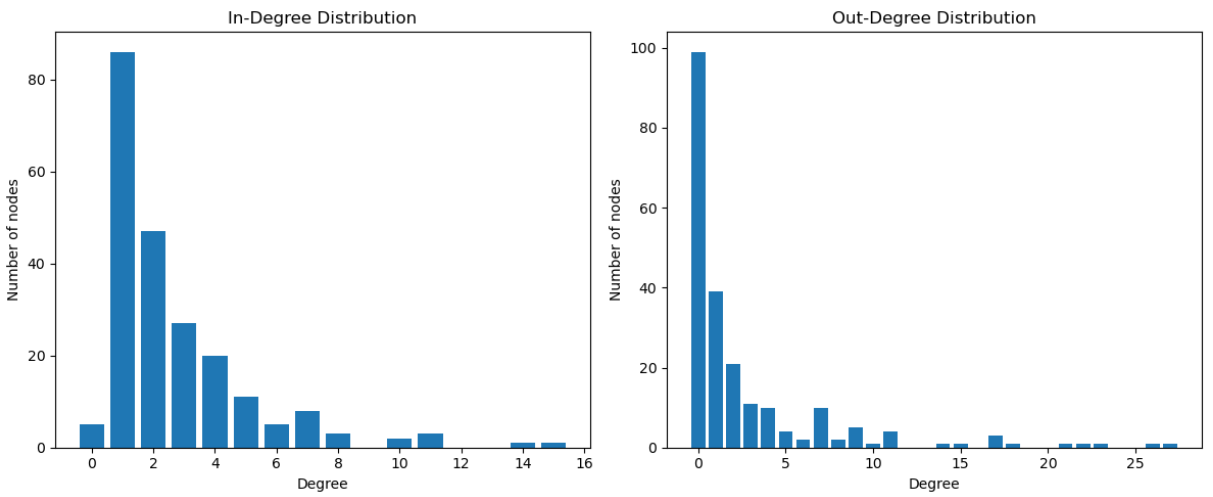 In-Degree Distribution
Number of nodes
80
60
40
20
0
0 2 4 6 8 10 12 14 16
Degree
Out-Degree Distribution
Number of nodes
100
80
60
40
20
0
0 5 10 15 20 25
Degree